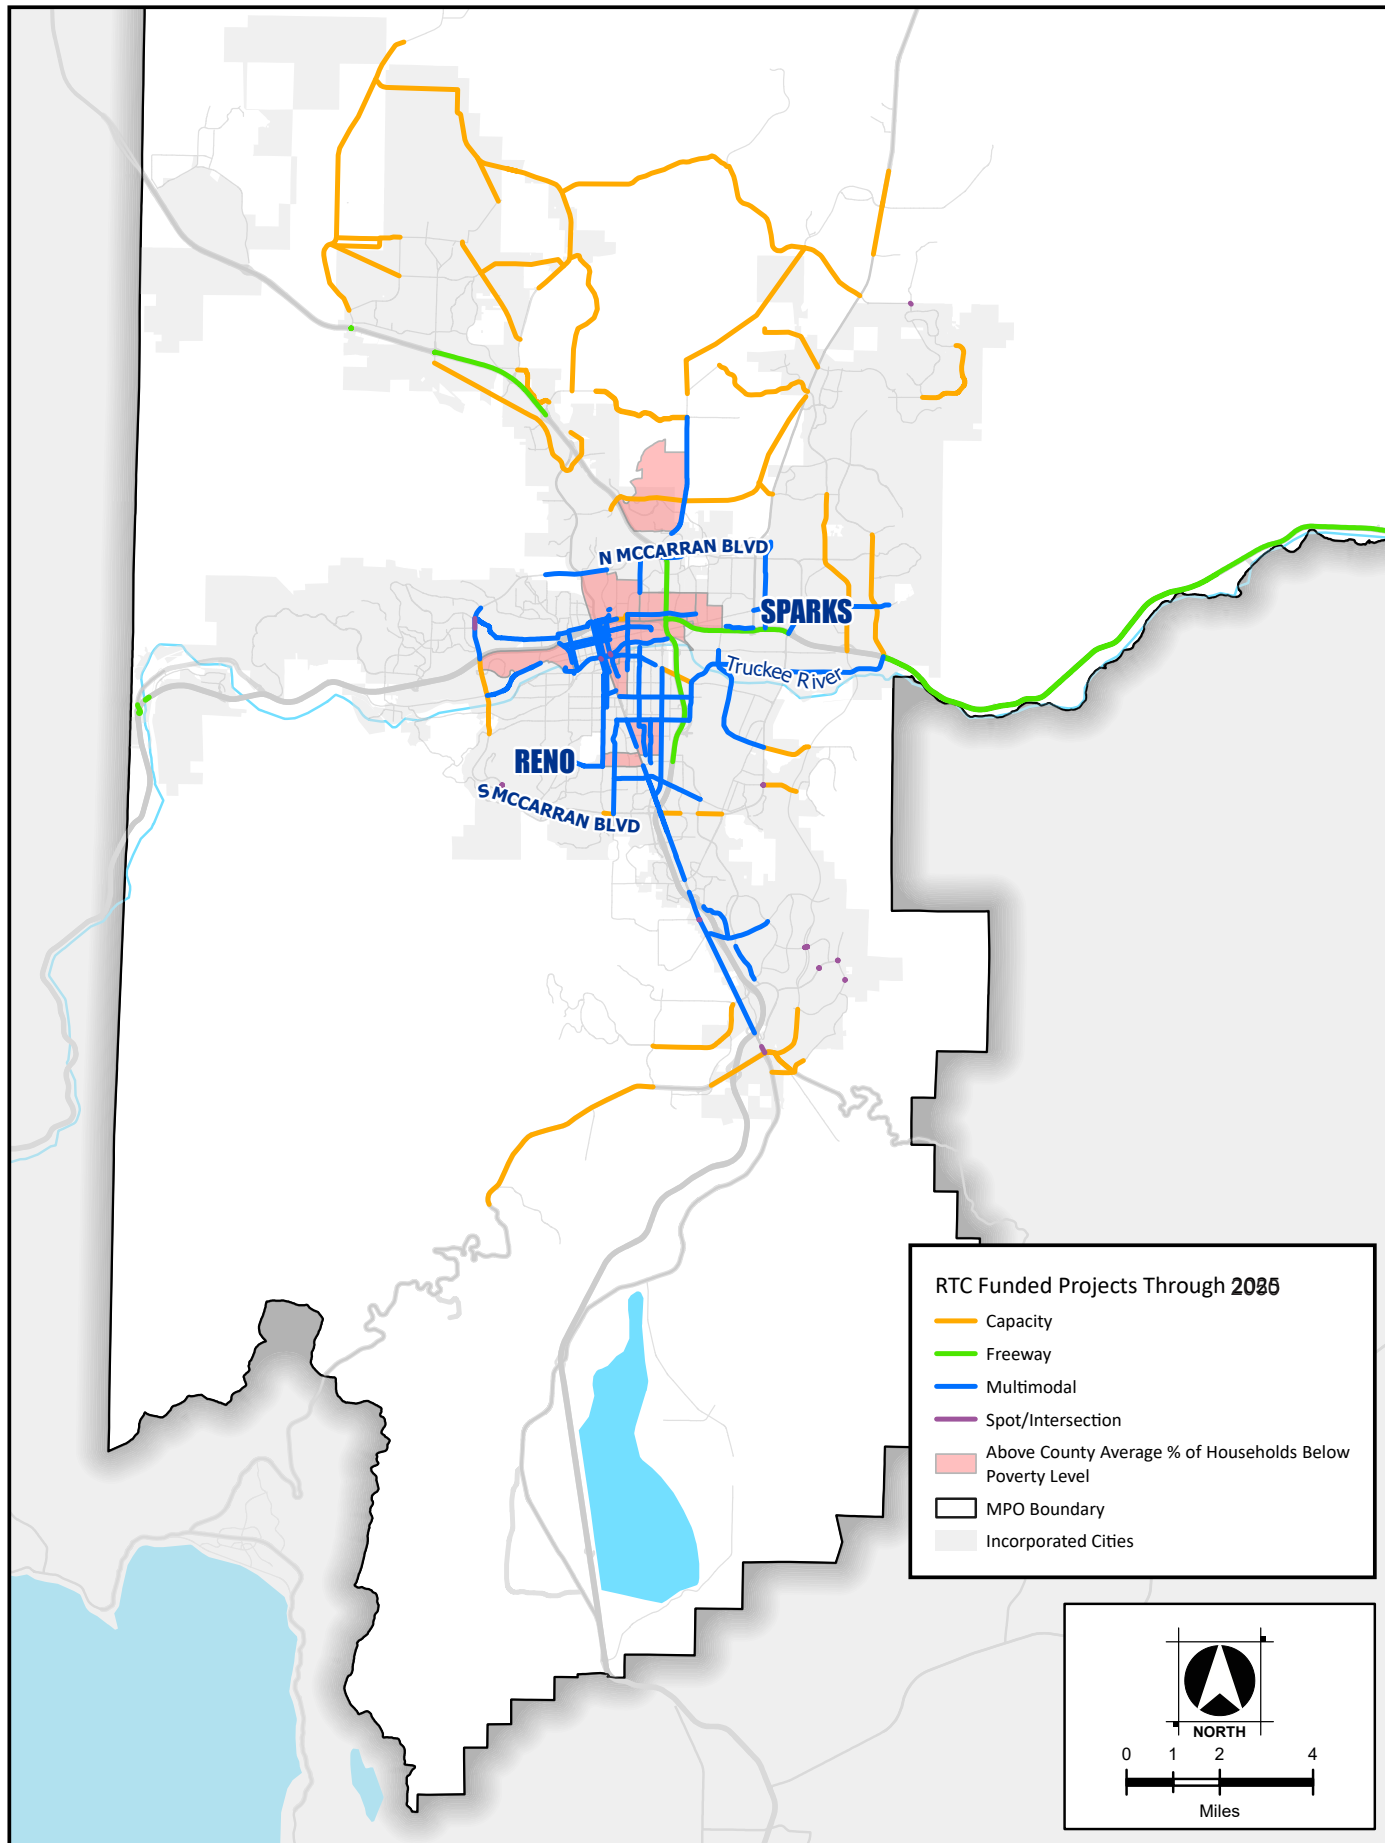 N MCCARRAN BLVD
SPARKS
Truckee River
RENO
S MCCARRAN BLVD
RTC Funded Projects Through
Capacity
Freeway
Multimodal
Spot/Intersection
Above County Average % of Households Below
Poverty Level
MPO Boundary
Incorporated Cities
NORTH
0 1 2 4
Miles